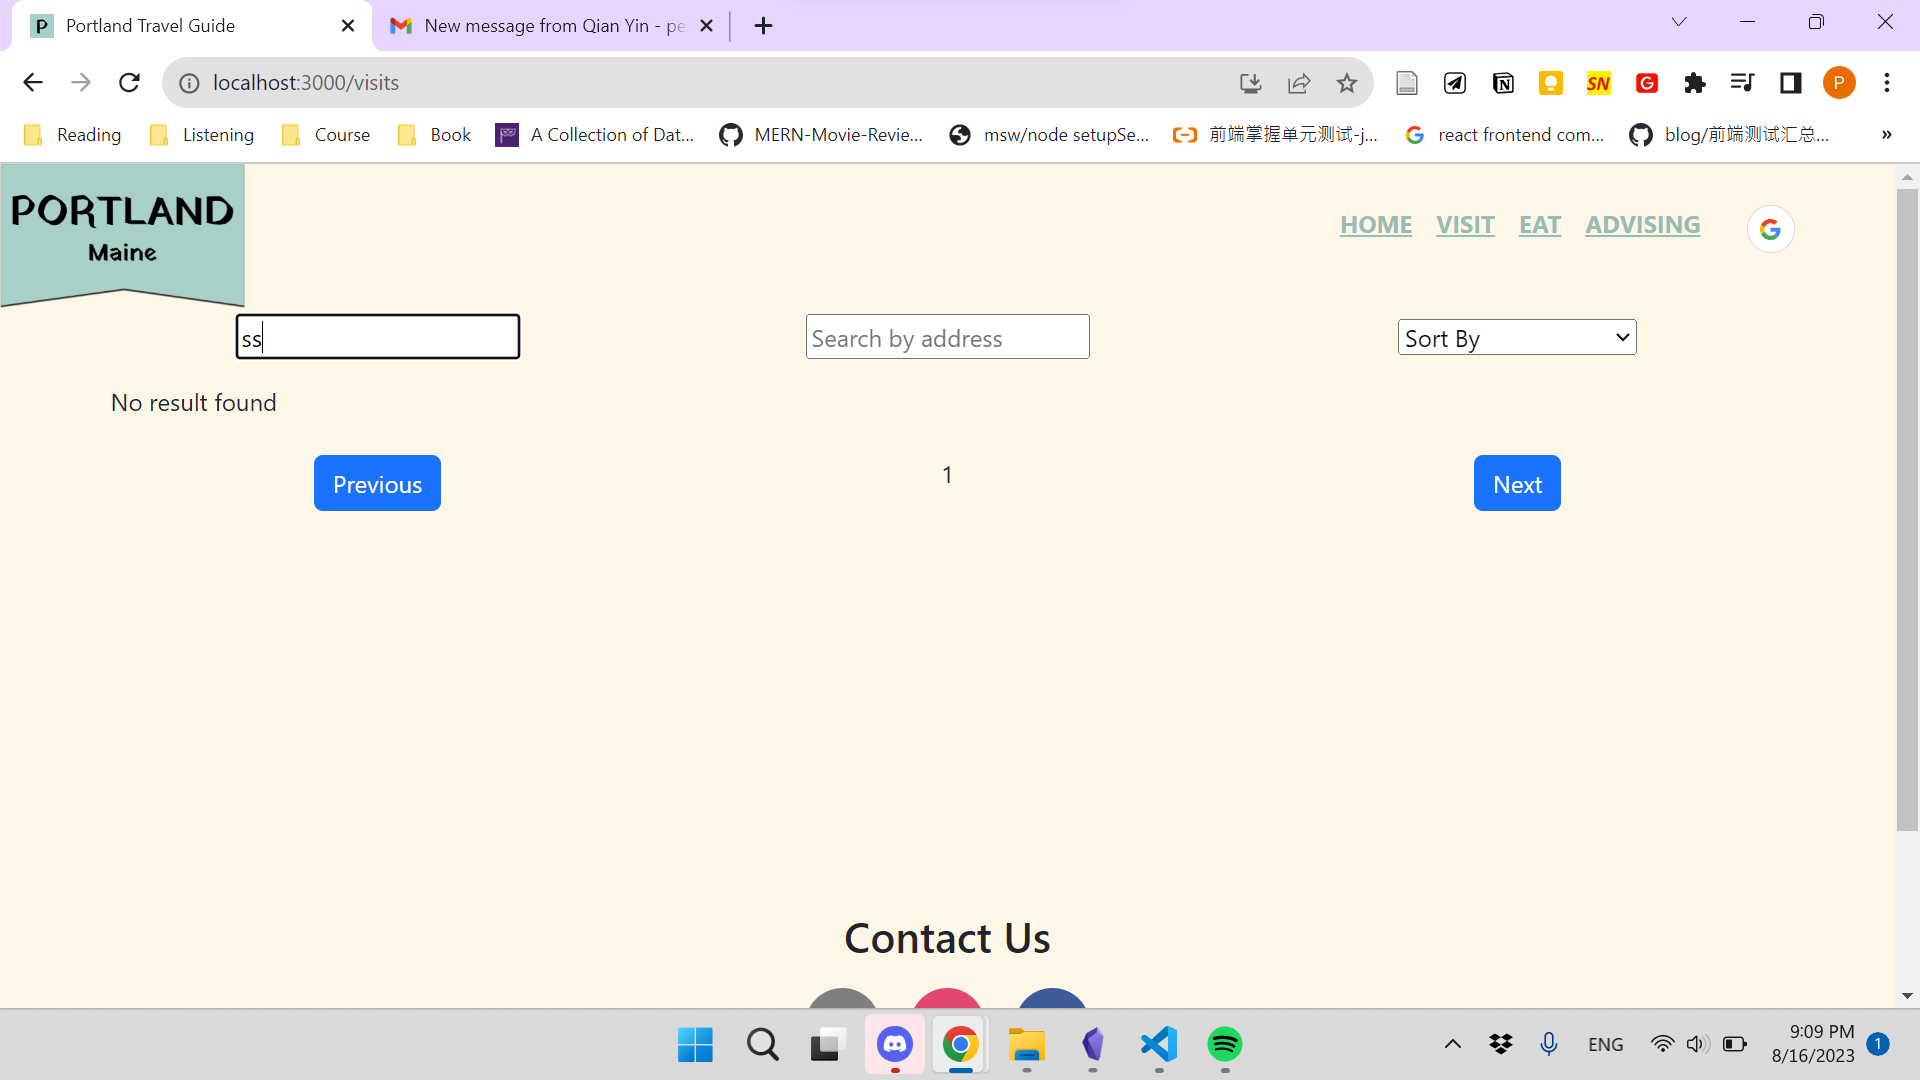 P Portland Travel Guide
New message from Qian Yin - pe
localhost:3000/visits
SN
G
P
Reading
Listening
Course
Book
A Collection of Dat...
MERN-Movie-Revie...
msw/node setupSe...
前端掌握单元测试-j...
react frontend com...
blog/前端测试汇总...
»
PORTLAND
Maine
HOME
VISIT
EAT
ADVISING
G
ss
Search by address
Sort By
No result found
Previous
1
Next
Contact Us
ENG
9:09 PM
8/16/2023
1